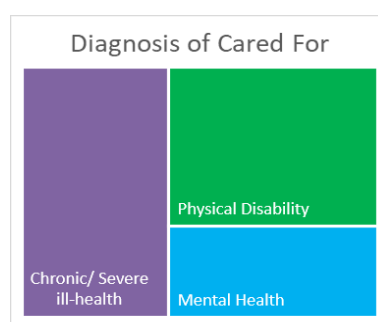 Diagnosis of Cared For
Physical Disability
Chronic/ Severe
ill-health
Mental Health